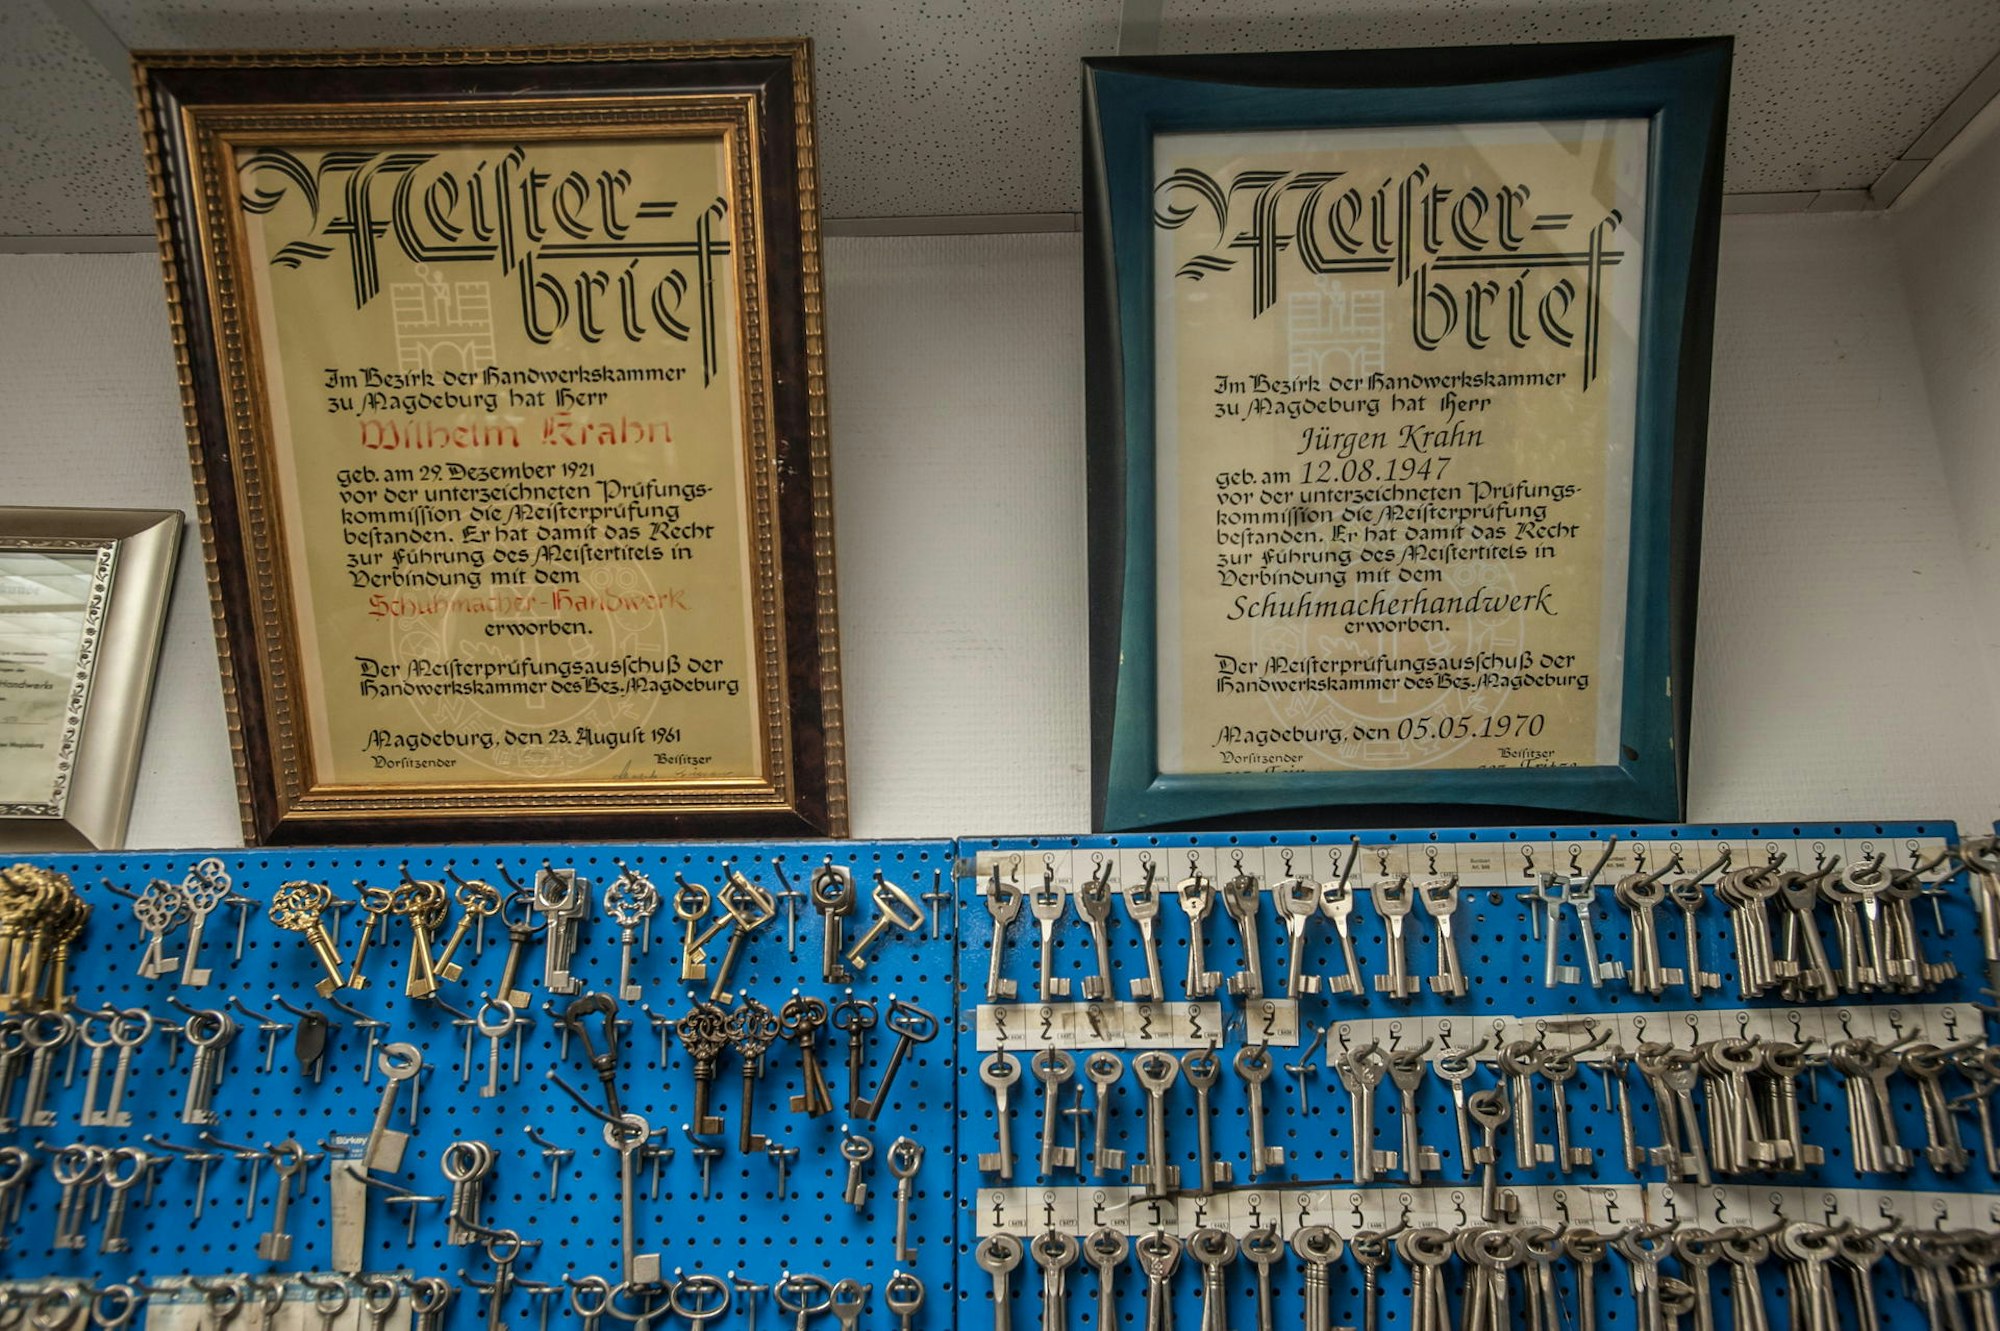 Meister-
brief
Im Bezirk der Handwerkskammer
zu Magdeburg hat Herr
Wilhelm Krahn
geb. am 29. Dezember 1921
vor der unterzeichneten Prüfungs-
kommission die Meisterprüfung
bestanden. Er hat damit das Recht
zur Führung des Meistertitels in
Verbindung mit dem
Schuhmacher-Handwerk
erworben.
Der Meisterprüfungsausschuß der
Handwerkskammer des Bez. Magdeburg
Magdeburg, den 23. August 1961
Vorsitzender Beisitzer
Meister-
brief
Im Bezirk der Handwerkskammer
zu Magdeburg hat Herr
Jürgen Krahn
geb. am 12.08.1947
vor der unterzeichneten Prüfungs-
kommission die Meisterprüfung
bestanden. Er hat damit das Recht
zur Führung des Meistertitels in
Verbindung mit dem
Schuhmacherhandwerk
erworben.
Der Meisterprüfungsausschuß der
Handwerkskammer des Bez. Magdeburg
Magdeburg, den 05.05.1970
Vorsitzender Beisitzer
Handwerks
Magdeburg
Börkey